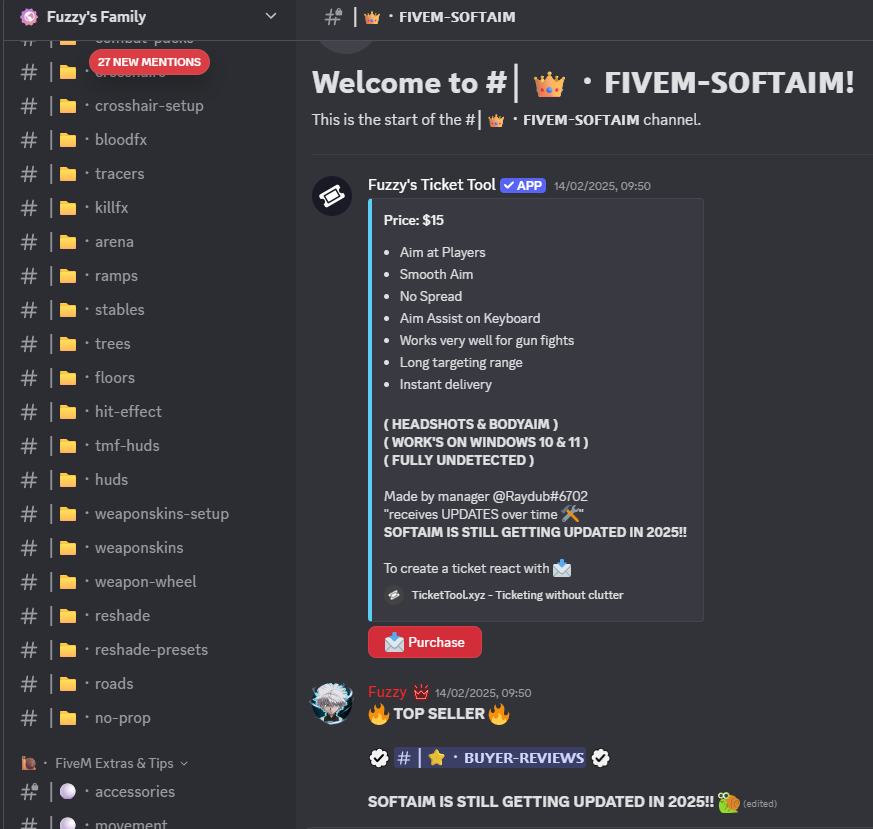 Fuzzy's Family
combat-packs
27 NEW MENTIONS
crosshairs
# | · crosshair-setup
# | · bloodfx
# | · tracers
# | · killfx
# | · arena
# | · ramps
# | · stables
# | · trees
# | · floors
# | · hit-effect
# | · tmf-huds
# | · huds
# | · weaponskins-setup
# | · weaponskins
# | · weapon-wheel
# | · reshade
# | · reshade-presets
# | · roads
# | · no-prop
· FiveM Extras & Tips
# | · accessories
# | · movement
# | 👑 · FIVEM-SOFTAIM
Welcome to #| 👑 · FIVEM-SOFTAIM!
This is the start of the #| 👑 · FIVEM-SOFTAIM channel.
Fuzzy's Ticket Tool ✓ APP 14/02/2025, 09:50
Price: $15
• Aim at Players
• Smooth Aim
• No Spread
• Aim Assist on Keyboard
• Works very well for gun fights
• Long targeting range
• Instant delivery
( HEADSHOTS & BODYAIM )
( WORK'S ON WINDOWS 10 & 11 )
( FULLY UNDETECTED )
Made by manager @Raydub#6702
"receives UPDATES over time 🛠️"
SOFTAIM IS STILL GETTING UPDATED IN 2025!!
To create a ticket react with 📩
TicketTool.xyz - Ticketing without clutter
📩 Purchase
Fuzzy 14/02/2025, 09:50
🔥 TOP SELLER 🔥
# | ⭐ · BUYER-REVIEWS
SOFTAIM IS STILL GETTING UPDATED IN 2025!! (edited)